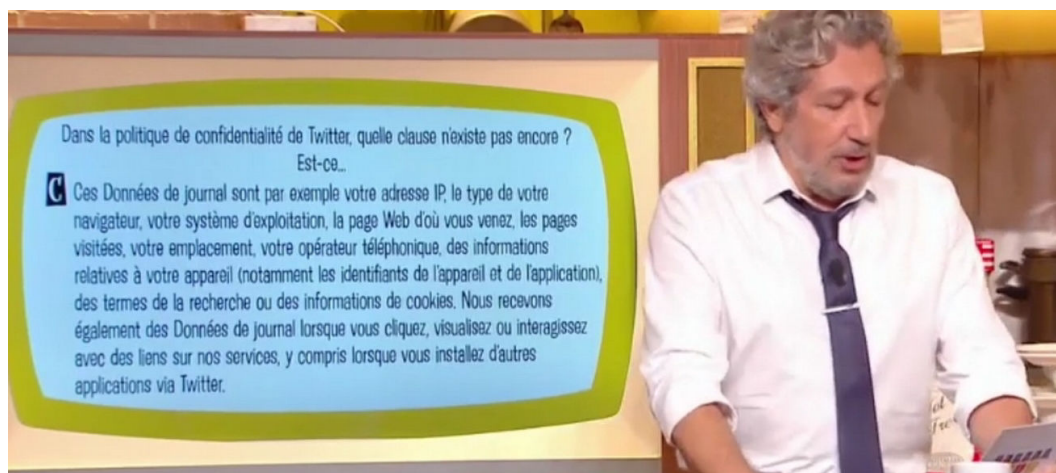 Dans la politique de confidentialité de Twitter, quelle clause n'existe pas encore ?
Est-ce...
C Ces Données de journal sont par exemple votre adresse IP, le type de votre
navigateur, votre système d'exploitation, la page Web d'où vous venez, les pages
visitées, votre emplacement, votre opérateur téléphonique, des informations
relatives à votre appareil (notamment les identifiants de l'appareil et de l'application),
des termes de la recherche ou des informations de cookies. Nous recevons
également des Données de journal lorsque vous cliquez, visualisez ou interagissez
avec des liens sur nos services, y compris lorsque vous installez d'autres
applications via Twitter.